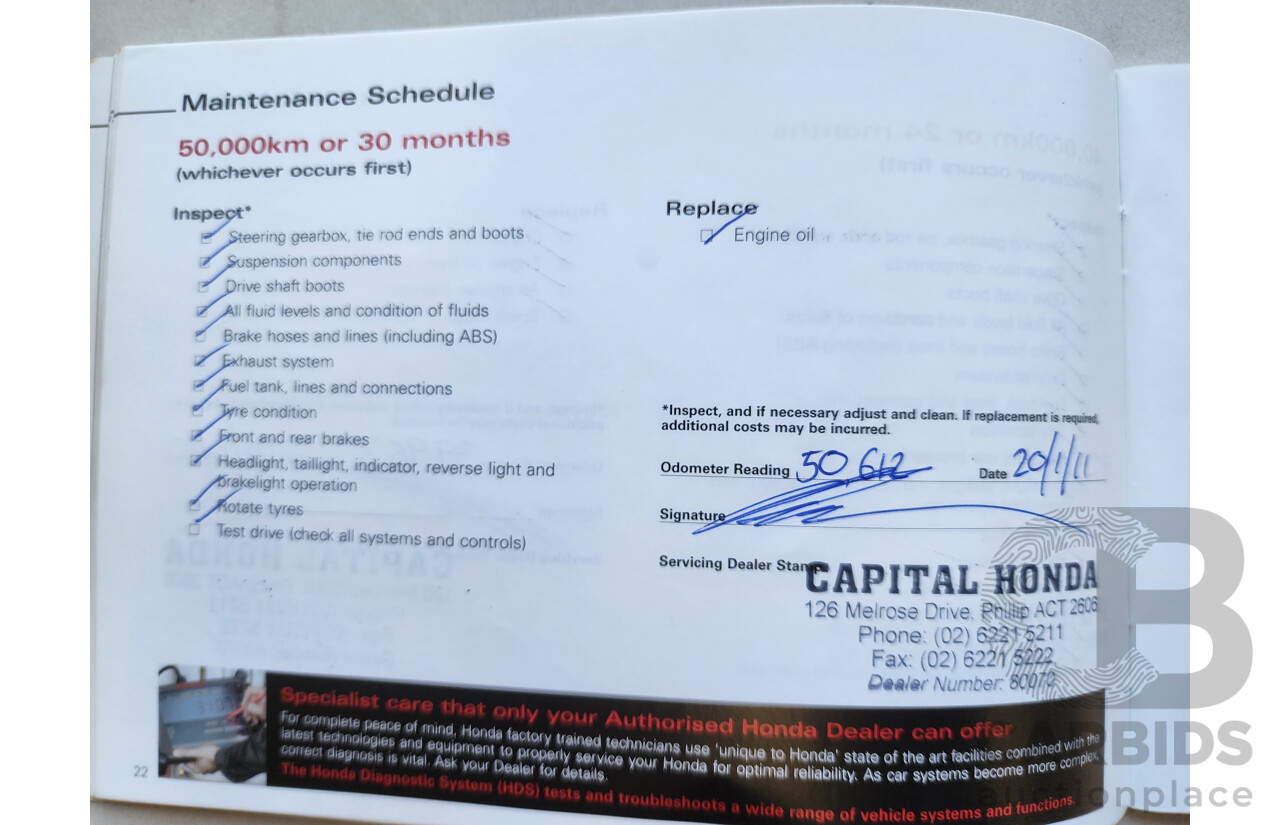 Maintenance Schedule
50,000km or 30 months
(whichever occurs first)
Inspect*
Steering gearbox, tie rod ends and boots
Suspension components
Drive shaft boots
All fluid levels and condition of fluids
Brake hoses and lines (including ABS)
Exhaust system
Fuel tank, lines and connections
Tyre condition
Front and rear brakes
Headlight, taillight, indicator, reverse light and
brakelight operation
Rotate tyres
Test drive (check all systems and controls)
Replace
Engine oil
*Inspect, and if necessary adjust and clean. If replacement is required,
additional costs may be incurred.
Odometer Reading 50,612 Date 20/1/11
Signature
Servicing Dealer Stamp
CAPITAL HONDA
126 Melrose Drive, Phillip ACT 2606
Phone: (02) 6221 5211
Fax: (02) 6221 5222
Dealer Number: 60072
Specialist care that only your Authorised Honda Dealer can offer
For complete peace of mind, Honda factory trained technicians use 'unique to Honda' state of the art facilities combined with the
latest technologies and equipment to properly service your Honda for optimal reliability. As car systems become more complex,
correct diagnosis is vital. Ask your Dealer for details.
The Honda Diagnostic System (HDS) tests and troubleshoots a wide range of vehicle systems and functions.
22
B
ARBIDS
auctionplace